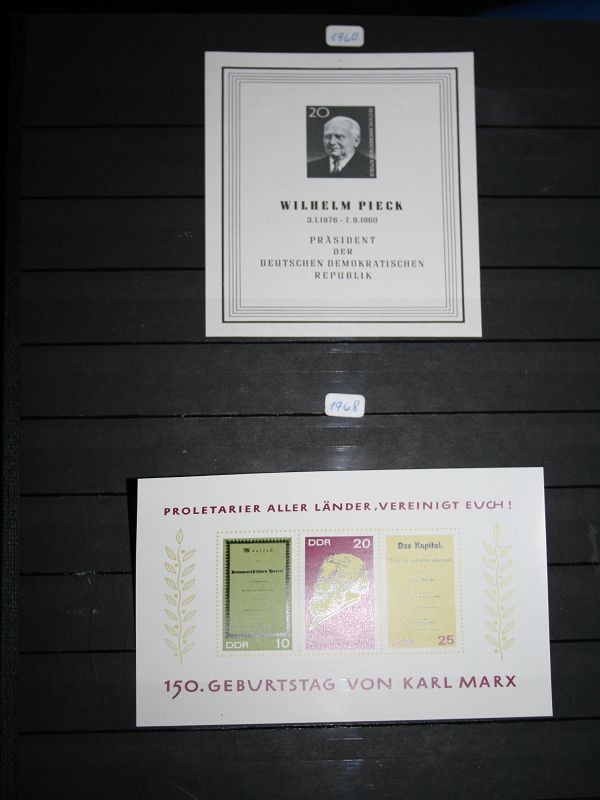 1960
20
WILHELM PIECK
3.1.1876 - 7.9.1960
PRÄSIDENT
DER
DEUTSCHEN DEMOKRATISCHEN
REPUBLIK
1968
PROLETARIER ALLER LÄNDER, VEREINIGT EUCH!
DDR 20
Das Kapital.
DDR 10
DDR 25
150. GEBURTSTAG VON KARL MARX